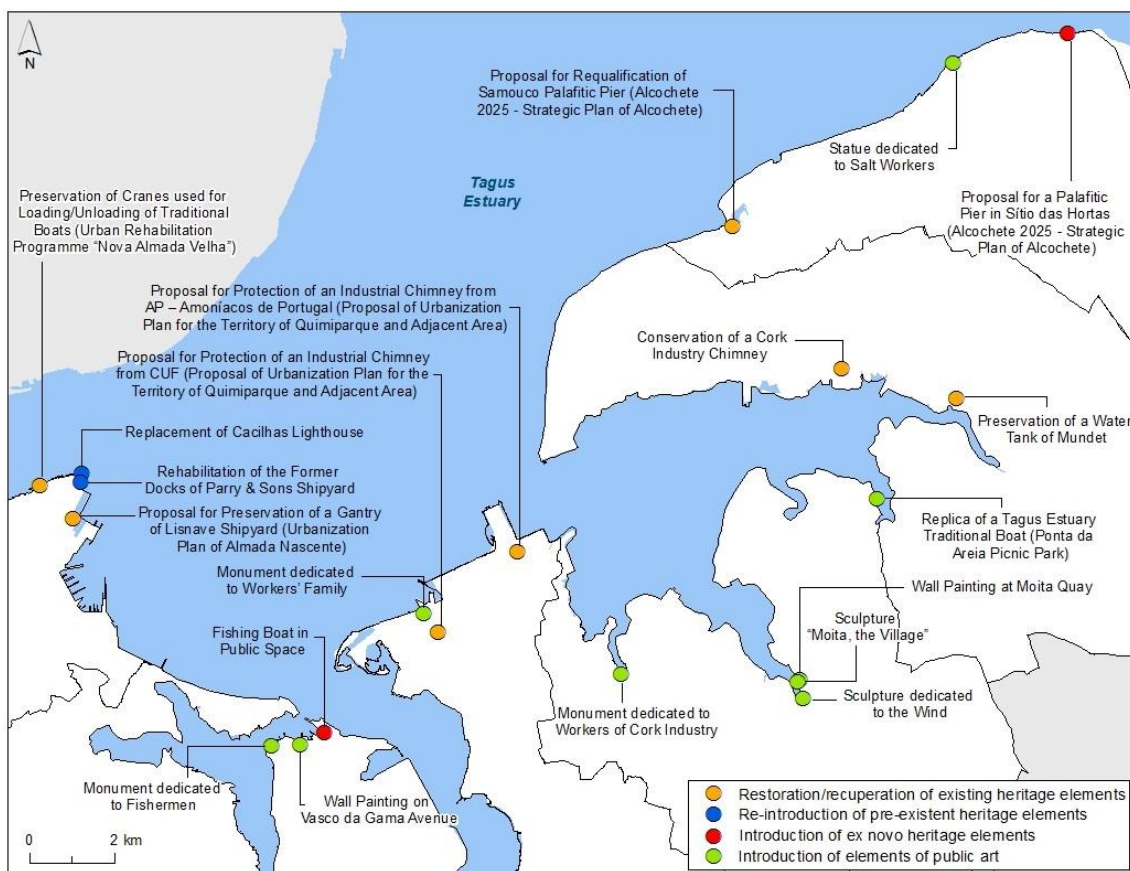 N
Proposal for Requalification of
Samouco Palafitic Pier (Alcochete
2025 - Strategic Plan of Alcochete)
Statue dedicated
to Salt Workers
Tagus
Estuary
Preservation of Cranes used for
Loading/Unloading of Traditional
Boats (Urban Rehabilitation
Programme “Nova Almada Velha”)
Proposal for a Palafitic
Pier in Sítio das Hortas
(Alcochete 2025 - Strategic
Plan of Alcochete)
Proposal for Protection of an Industrial Chimney from
AP – Amoníacos de Portugal (Proposal of Urbanization
Plan for the Territory of Quimiparque and Adjacent Area)
Conservation of a Cork
Industry Chimney
Proposal for Protection of an Industrial Chimney
from CUF (Proposal of Urbanization Plan for the
Territory of Quimiparque and Adjacent Area)
Preservation of a Water
Tank of Mundet
Replacement of Cacilhas Lighthouse
Rehabilitation of the Former
Docks of Parry & Sons Shipyard
Proposal for Preservation of a Gantry
of Lisnave Shipyard (Urbanization
Plan of Almada Nascente)
Replica of a Tagus Estuary
Traditional Boat (Ponta da
Areia Picnic Park)
Monument dedicated
to Workers’ Family
Wall Painting at Moita Quay
Fishing Boat in
Public Space
Sculpture
“Moita, the Village”
Monument dedicated to
Workers of Cork Industry
Sculpture dedicated
to the Wind
Monument dedicated
to Fishermen
Wall Painting on
Vasco da Gama Avenue
0 2 km
Restoration/recuperation of existing heritage elements
Re-introduction of pre-existent heritage elements
Introduction of ex novo heritage elements
Introduction of elements of public art